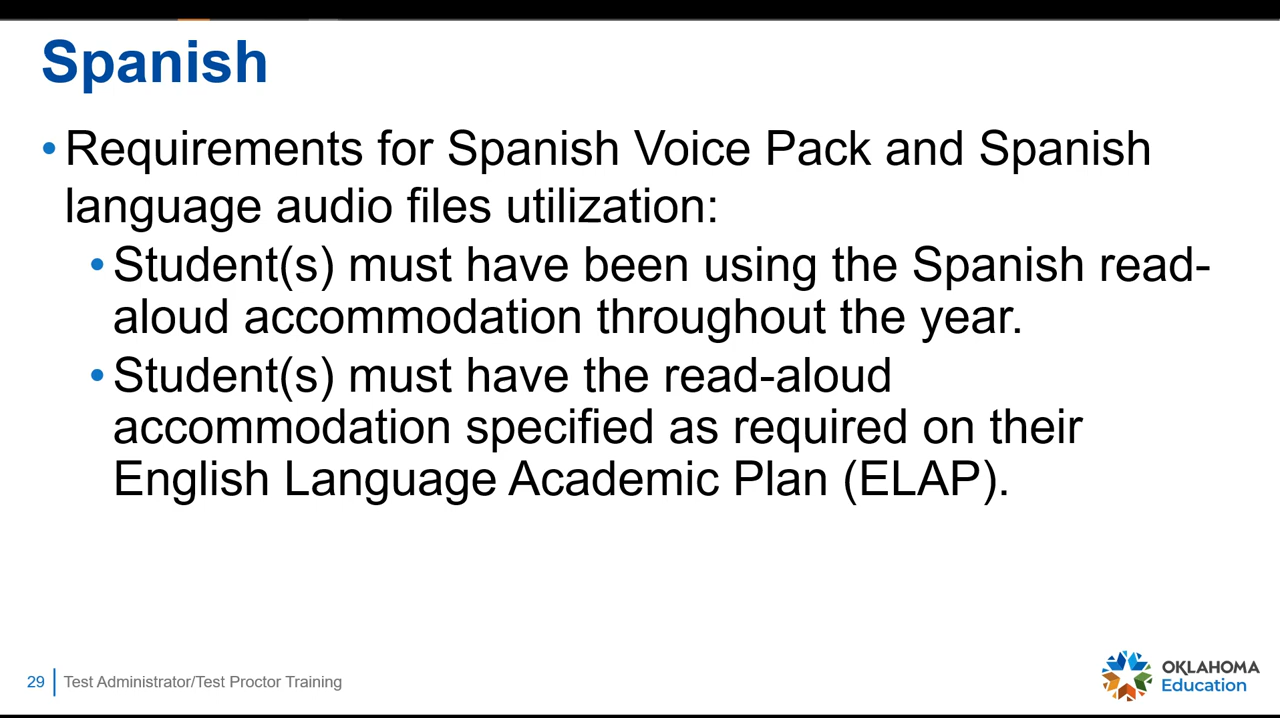 Spanish
• Requirements for Spanish Voice Pack and Spanish
language audio files utilization:
• Student(s) must have been using the Spanish read-
aloud accommodation throughout the year.
• Student(s) must have the read-aloud
accommodation specified as required on their
English Language Academic Plan (ELAP).
29 Test Administrator/Test Proctor Training
OKLAHOMA
Education